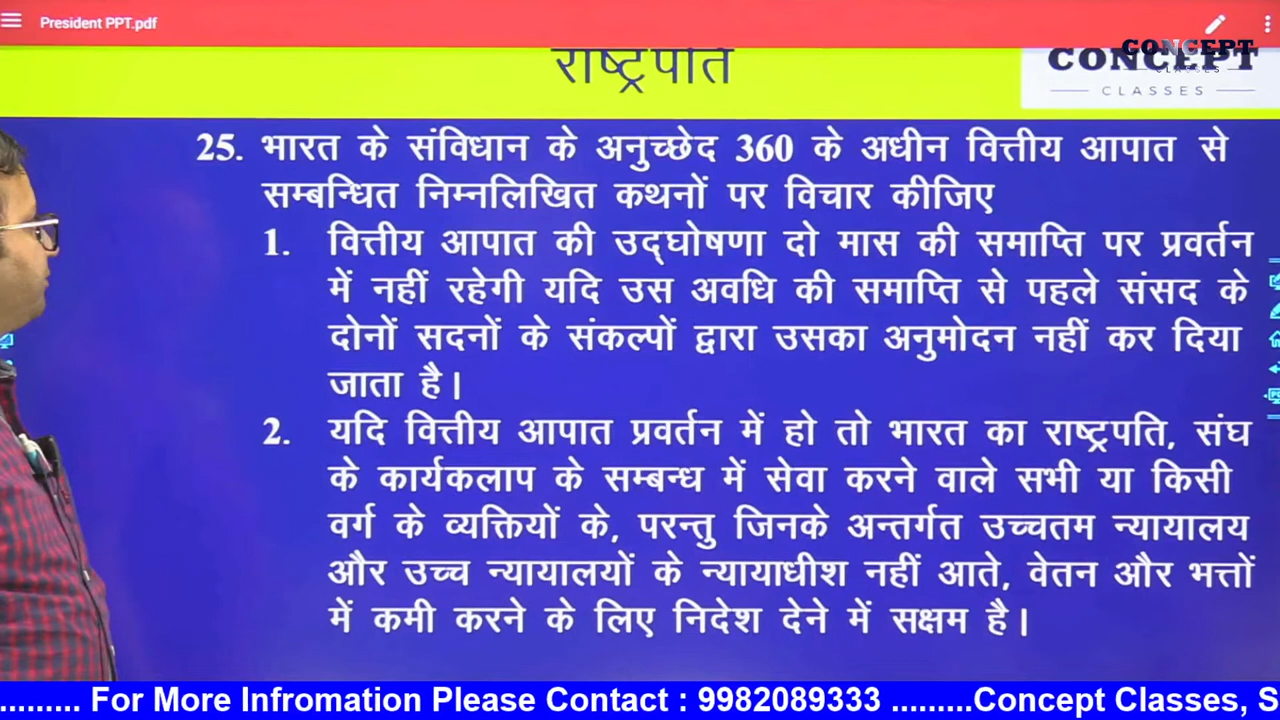 President PPT.pdf
CONCEPT
CLASSES
राष्ट्रपति
CONCEPT
CLASSES
25. भारत के संविधान के अनुच्छेद 360 के अधीन वित्तीय आपात से
सम्बन्धित निम्नलिखित कथनों पर विचार कीजिए
1. वित्तीय आपात की उद्घोषणा दो मास की समाप्ति पर प्रवर्तन
में नहीं रहेगी यदि उस अवधि की समाप्ति से पहले संसद के
दोनों सदनों के संकल्पों द्वारा उसका अनुमोदन नहीं कर दिया
जाता है।
2. यदि वित्तीय आपात प्रवर्तन में हो तो भारत का राष्ट्रपति, संघ
के कार्यकलाप के सम्बन्ध में सेवा करने वाले सभी या किसी
वर्ग के व्यक्तियों के, परन्तु जिनके अन्तर्गत उच्चतम न्यायालय
और उच्च न्यायालयों के न्यायाधीश नहीं आते, वेतन और भत्तों
में कमी करने के लिए निदेश देने में सक्षम है।
......... For More Infromation Please Contact : 9982089333 .........Concept Classes, S